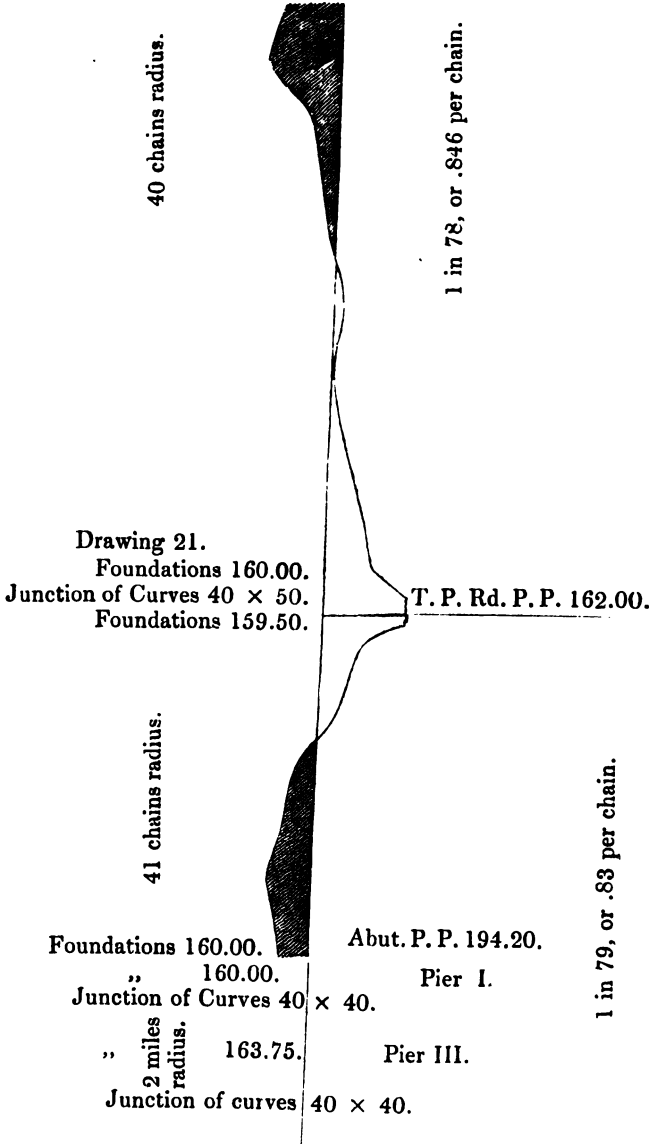 40 chains radius.
1 in 78, or .846 per chain.
Drawing 21.
Foundations 160.00.
Junction of Curves 40 × 50.
T. P. Rd. P. P. 162.00.
Foundations 159.50.
41 chains radius.
1 in 79, or .83 per chain.
Foundations 160.00.
Abut. P. P. 194.20.
„ 160.00.
Pier I.
Junction of Curves 40 × 40.
2 miles
radius.
„ 163.75.
Pier III.
Junction of curves 40 × 40.